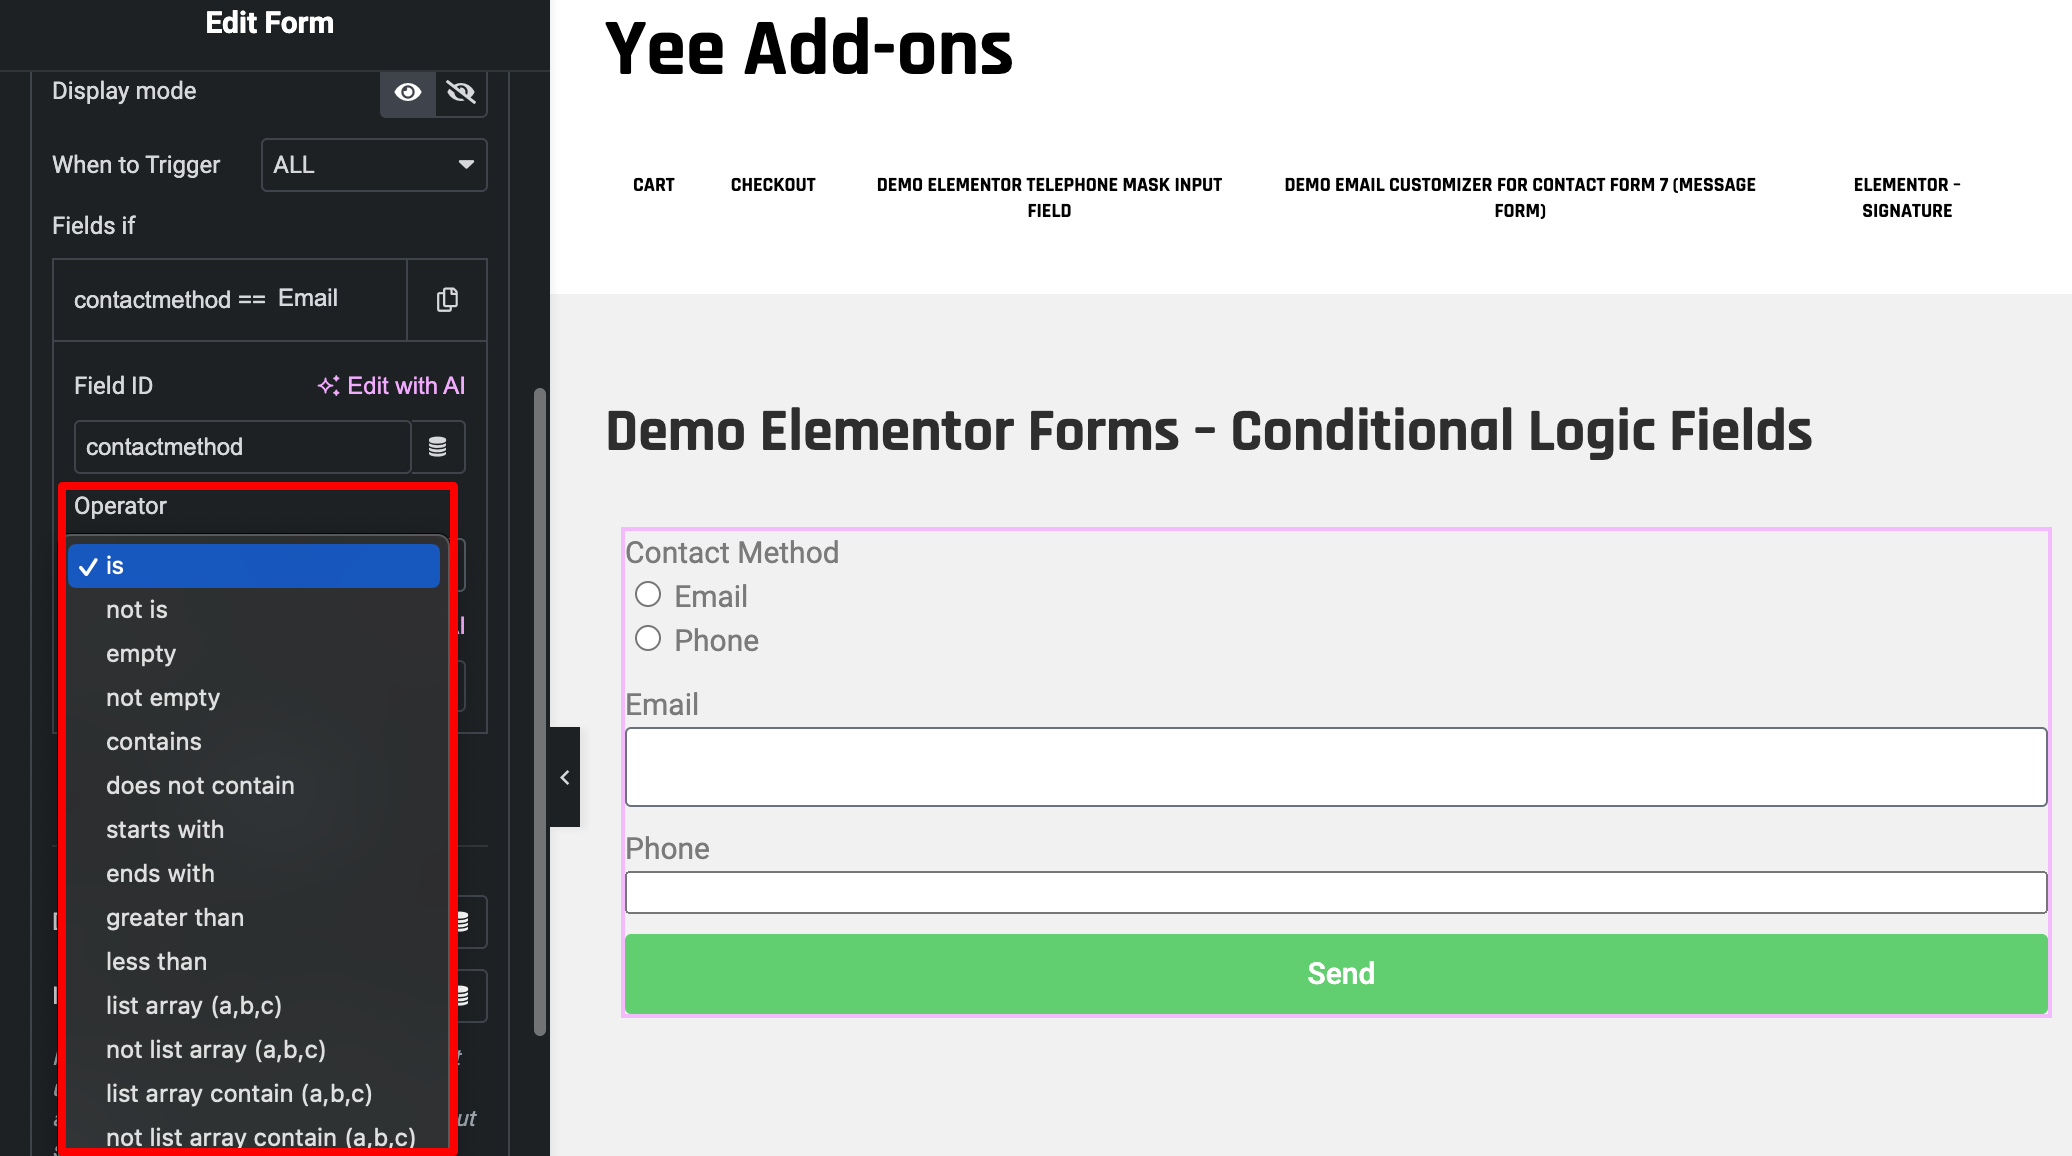 Edit Form
Display mode
When to Trigger
ALL
Fields if
contactmethod == Email
Field ID
Edit with AI
contactmethod
Operator
is
not is
empty
not empty
contains
does not contain
starts with
ends with
greater than
less than
list array (a,b,c)
not list array (a,b,c)
list array contain (a,b,c)
not list array contain (a,b,c)
Yee Add-ons
CART
CHECKOUT
DEMO ELEMENTOR TELEPHONE MASK INPUT
FIELD
DEMO EMAIL CUSTOMIZER FOR CONTACT FORM 7 (MESSAGE
FORM)
ELEMENTOR –
SIGNATURE
Demo Elementor Forms – Conditional Logic Fields
Contact Method
Email
Phone
Email
Phone
Send